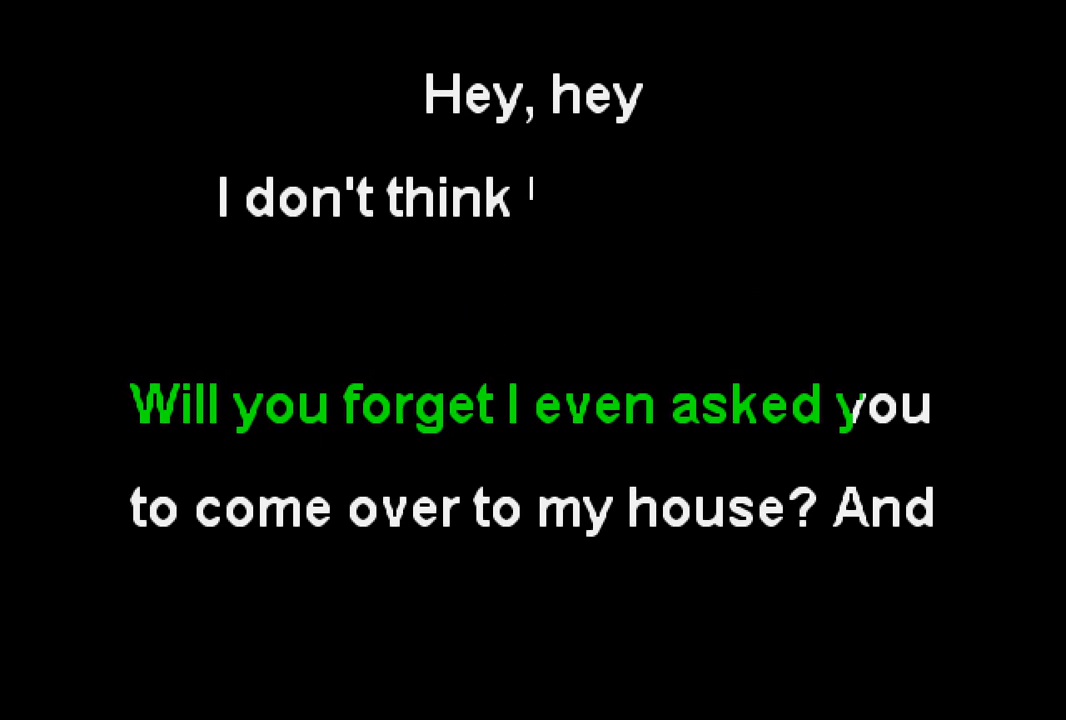 Hey, hey
I don't think
Will you forget I even asked you
to come over to my house? And